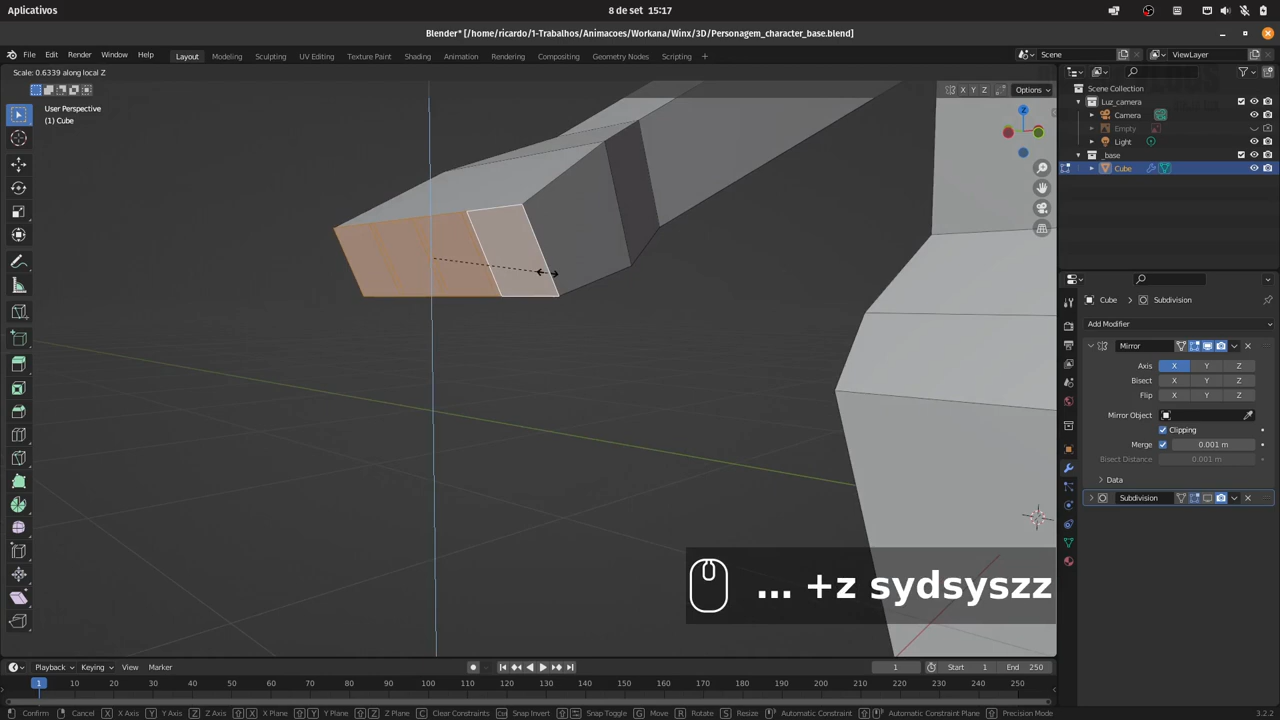 Aplicativos
8 de set 15:17
Blender* [/home/ricardo/1-Trabalhos/Animacoes/Workana/Winx/3D/Personagem_character_base.blend]
File Edit Render Window Help
Layout Modeling Sculpting UV Editing Texture Paint Shading Animation Rendering Compositing Geometry Nodes Scripting
Scene
ViewLayer
Scale: 0.6339 along local Z
X Y Z Options
User Perspective
(1) Cube
Z
Scene Collection
Luz_camera
Camera
Empty
Light
_base
Cube
Cube
Subdivision
Add Modifier
Mirror
Axis X Y Z
Bisect X Y Z
Flip X Y Z
Mirror Object
Clipping
Merge 0.001 m
Bisect Distance 0.001 m
Data
Subdivision
... +z sydsyszz
Playback Keying View Marker
1 Start 1 End 250
1 10 20 30 40 50 60 70 80 90 100 110 120 130 140 150 160 170 180 190 200 210 220 230 240 250
Confirm Cancel X X Axis Y Y Axis Z Z Axis X X Plane Y Y Plane Z Z Plane C Clear Constraints Snap Invert Snap Toggle G Move R Rotate S Resize Automatic Constraint Automatic Constraint Plane Precision Mode
3.2.2